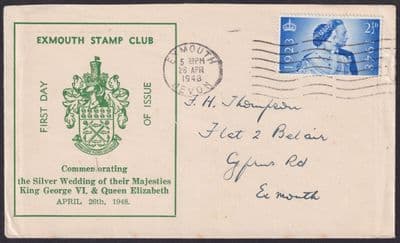 EXMOUTH STAMP CLUB
FIRST DAY
OF ISSUE
Commemorating
the Silver Wedding of their Majesties
King George VI, & Queen Elizabeth
APRIL 26th, 1948.
EXMOUTH
26 APR
1948
DEVON
1923
2½D
1948
F. H. Thompson
Flat 2 Belair
Cyprus Rd
Exmouth